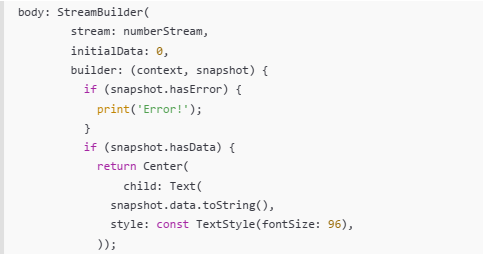 body: StreamBuilder(
stream: numberStream,
initialData: 0,
builder: (context, snapshot) {
if (snapshot.hasError) {
print('Error!');
}
if (snapshot.hasData) {
return Center(
child: Text(
snapshot.data.toString(),
style: const TextStyle(fontSize: 96),
));